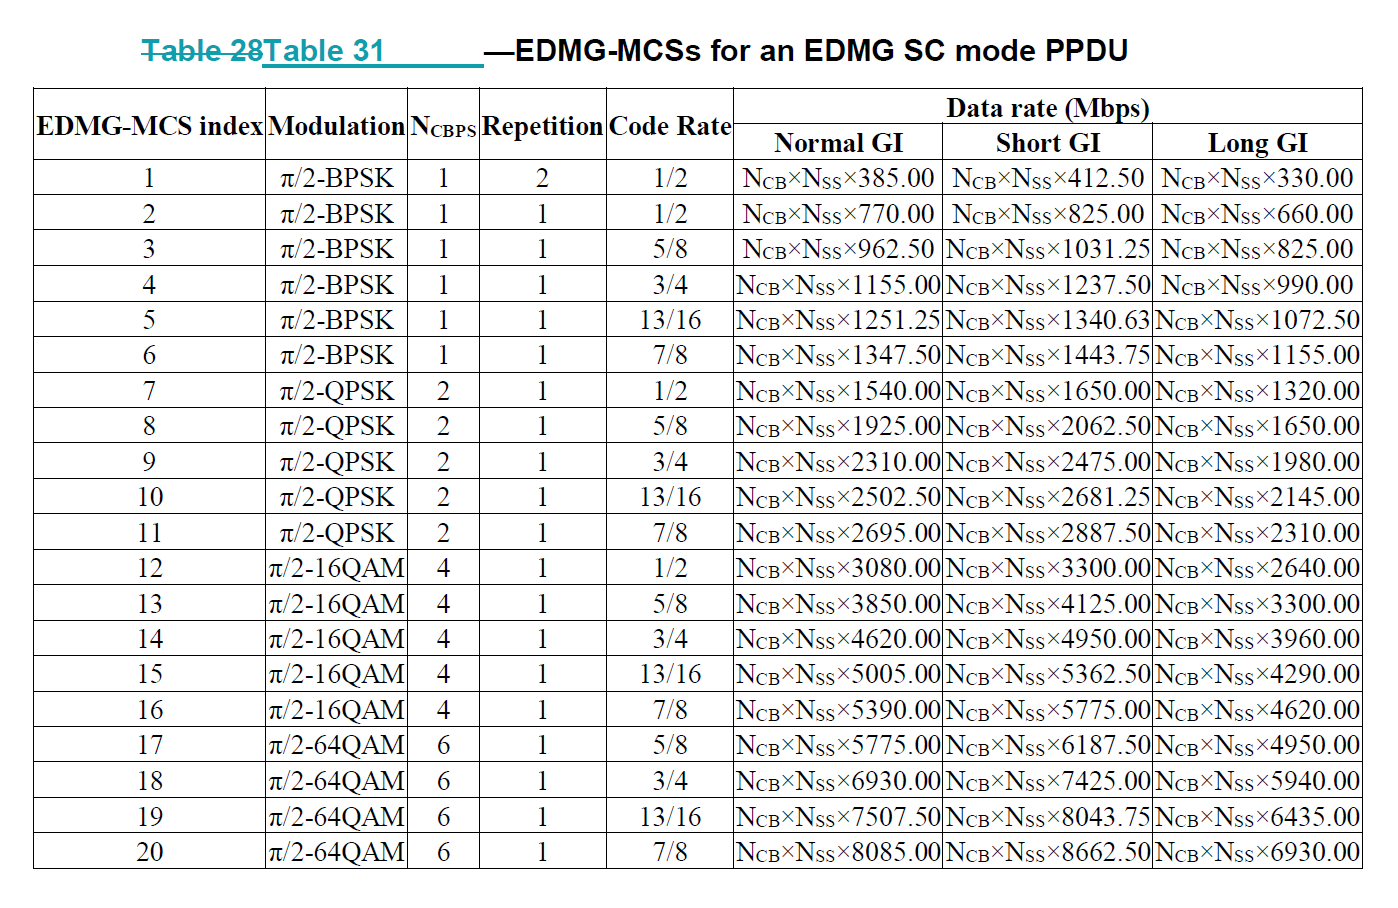 Table 28Table 31 —EDMG-MCSs for an EDMG SC mode PPDU
EDMG-MCS index Modulation NCBPS Repetition Code Rate Data rate (Mbps)
Normal GI Short GI Long GI
1 π/2-BPSK 1 2 1/2 NCB×NSS×385.00 NCB×NSS×412.50 NCB×NSS×330.00
2 π/2-BPSK 1 1 1/2 NCB×NSS×770.00 NCB×NSS×825.00 NCB×NSS×660.00
3 π/2-BPSK 1 1 5/8 NCB×NSS×962.50 NCB×NSS×1031.25 NCB×NSS×825.00
4 π/2-BPSK 1 1 3/4 NCB×NSS×1155.00 NCB×NSS×1237.50 NCB×NSS×990.00
5 π/2-BPSK 1 1 13/16 NCB×NSS×1251.25 NCB×NSS×1340.63 NCB×NSS×1072.50
6 π/2-BPSK 1 1 7/8 NCB×NSS×1347.50 NCB×NSS×1443.75 NCB×NSS×1155.00
7 π/2-QPSK 2 1 1/2 NCB×NSS×1540.00 NCB×NSS×1650.00 NCB×NSS×1320.00
8 π/2-QPSK 2 1 5/8 NCB×NSS×1925.00 NCB×NSS×2062.50 NCB×NSS×1650.00
9 π/2-QPSK 2 1 3/4 NCB×NSS×2310.00 NCB×NSS×2475.00 NCB×NSS×1980.00
10 π/2-QPSK 2 1 13/16 NCB×NSS×2502.50 NCB×NSS×2681.25 NCB×NSS×2145.00
11 π/2-QPSK 2 1 7/8 NCB×NSS×2695.00 NCB×NSS×2887.50 NCB×NSS×2310.00
12 π/2-16QAM 4 1 1/2 NCB×NSS×3080.00 NCB×NSS×3300.00 NCB×NSS×2640.00
13 π/2-16QAM 4 1 5/8 NCB×NSS×3850.00 NCB×NSS×4125.00 NCB×NSS×3300.00
14 π/2-16QAM 4 1 3/4 NCB×NSS×4620.00 NCB×NSS×4950.00 NCB×NSS×3960.00
15 π/2-16QAM 4 1 13/16 NCB×NSS×5005.00 NCB×NSS×5362.50 NCB×NSS×4290.00
16 π/2-16QAM 4 1 7/8 NCB×NSS×5390.00 NCB×NSS×5775.00 NCB×NSS×4620.00
17 π/2-64QAM 6 1 5/8 NCB×NSS×5775.00 NCB×NSS×6187.50 NCB×NSS×4950.00
18 π/2-64QAM 6 1 3/4 NCB×NSS×6930.00 NCB×NSS×7425.00 NCB×NSS×5940.00
19 π/2-64QAM 6 1 13/16 NCB×NSS×7507.50 NCB×NSS×8043.75 NCB×NSS×6435.00
20 π/2-64QAM 6 1 7/8 NCB×NSS×8085.00 NCB×NSS×8662.50 NCB×NSS×6930.00